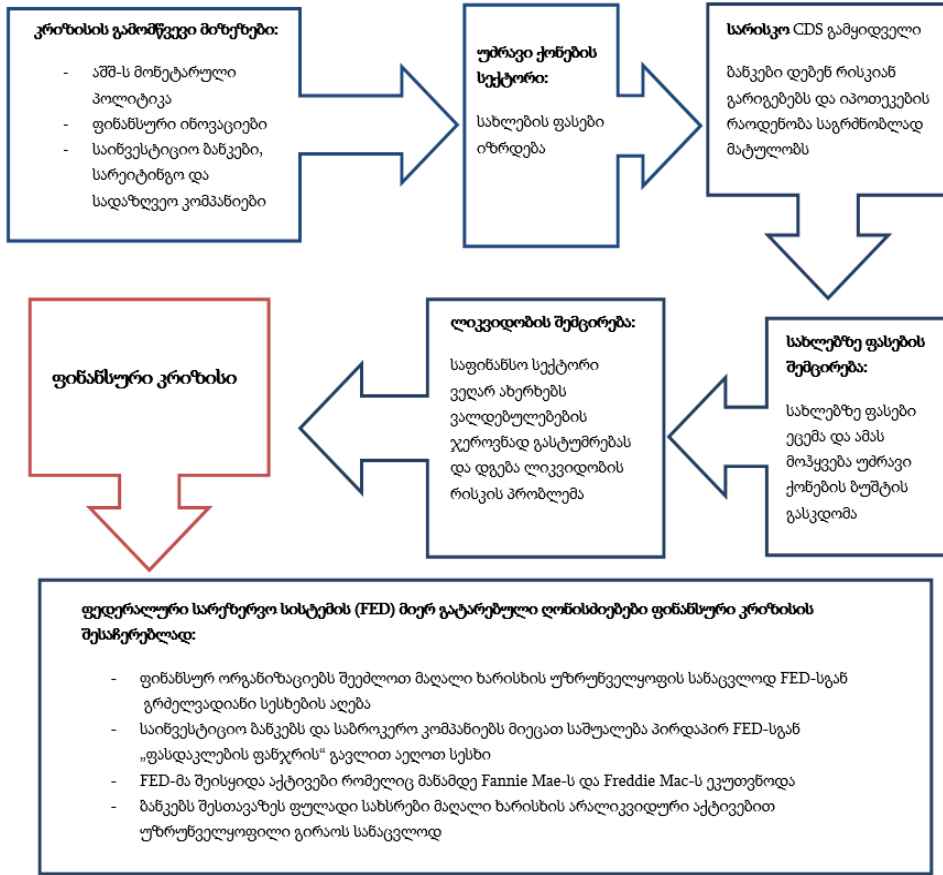 კრიზისის გამომწვევი მიზეზები:
- აშშ-ს მონეტარული
პოლიტიკა
- ფინანსური ინოვაციები
- საინვესტიციო ბანკები,
სარეიტინგო და
სადაზღვეო კომპანიები
უძრავი ქონების
სექტორი:
სახლების ფასები
იზრდება
სარისკო CDS გამყიდველი
ბანკები დებენ რისკიან
გარიგებებს და იპოთეკების
რაოდენობა საგრძნობლად
მატულობს
სახლებზე ფასების
შემცირება:
სახლებზე ფასები
ეცემა და ამას
მოჰყვება უძრავი
ქონების ბუშტის
გასკდომა
ლიკვიდობის შემცირება:
საფინანსო სექტორი
ვეღარ ახერხებს
ვალდებულებების
ჯეროვნად გასტუმრებას
და დგება ლიკვიდობის
რისკის პრობლემა
ფინანსური კრიზისი
ფედერალური სარეზერვო სისტემის (FED) მიერ გატარებული ღონისძიებები ფინანსური კრიზისის
შესაჩერებლად:
- ფინანსურ ორგანიზაციებს შეეძლოთ მაღალი ხარისხის უზრუნველყოფის სანაცვლოდ FED-სგან
გრძელვადიანი სესხების აღება
- საინვესტიციო ბანკებს და საბროკერო კომპანიებს მიეცათ საშუალება პირდაპირ FED-სგან
„ფასდაკლების ფანჯრის“ გავლით აეღოთ სესხი
- FED-მა შეისყიდა აქტივები რომელიც მანამდე Fannie Mae-ს და Freddie Mac-ს ეკუთვნოდა
- ბანკებს შესთავაზეს ფულადი სახსრები მაღალი ხარისხის არალიკვიდური აქტივებით
უზრუნველყოფილი გირაოს სანაცვლოდ